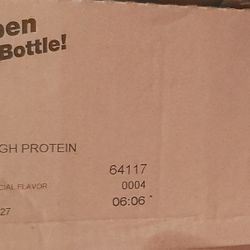 pen
Bottle!
GH PROTEIN
64117
CIAL FLAVOR 0004
06:06
27